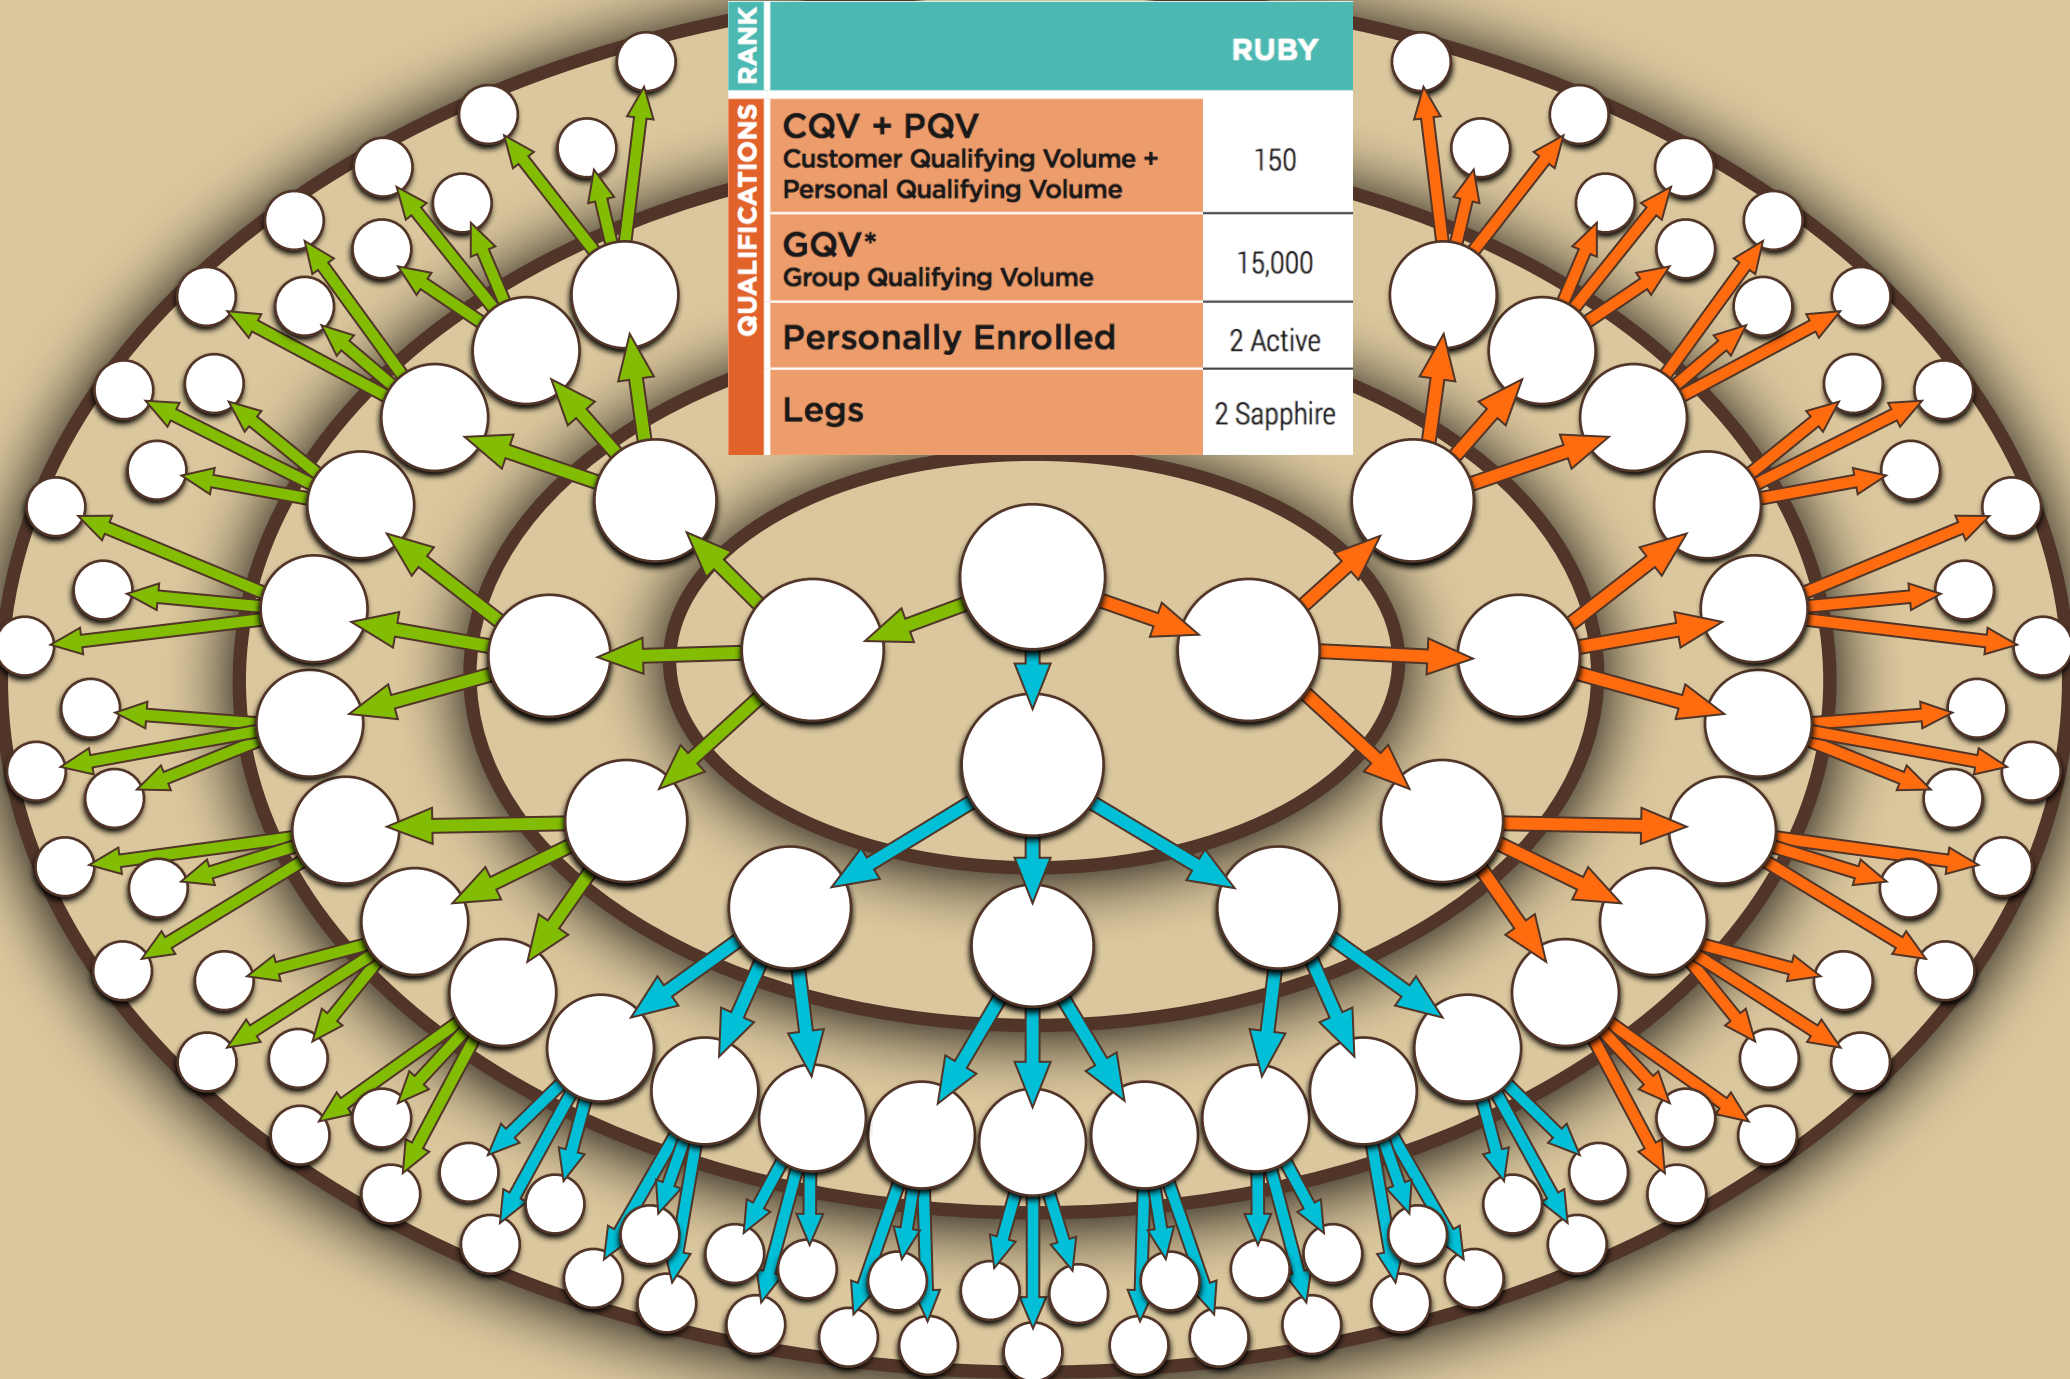 RANK
RUBY
QUALIFICATIONS
CQV + PQV
Customer Qualifying Volume +
Personal Qualifying Volume
150
GQV*
Group Qualifying Volume
15,000
Personally Enrolled
2 Active
Legs
2 Sapphire